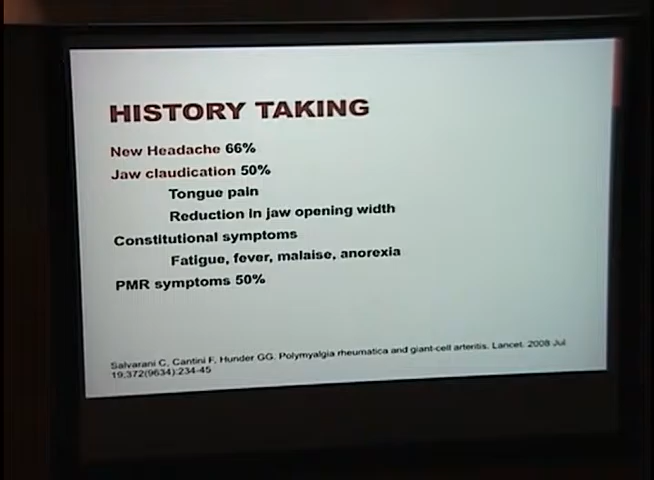 HISTORY TAKING
New Headache 66%
Jaw claudication 50%
Tongue pain
Reduction in jaw opening width
Constitutional symptoms
Fatigue, fever, malaise, anorexia
PMR symptoms 50%
Salvarani C, Cantini F, Hunder GG. Polymyalgia rheumatica and giant-cell arteritis. Lancet. 2008 Jul
19;372(9634):234-45